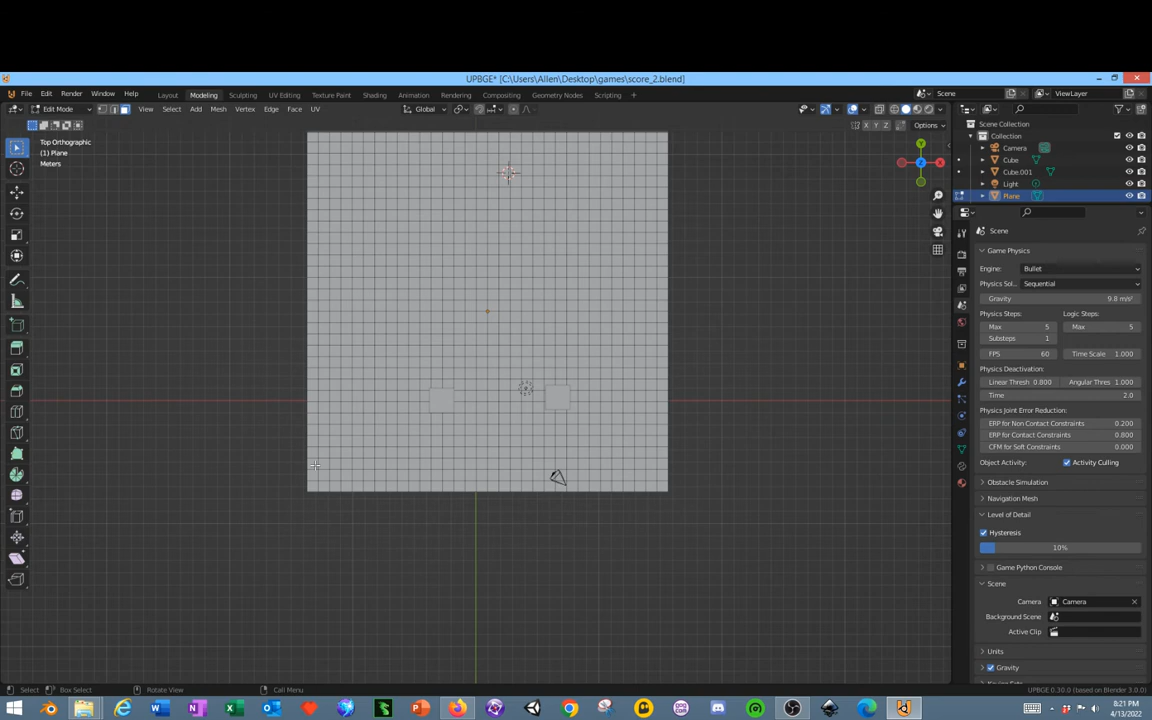 UPBGE* [C:\Users\Allen\Desktop\games\score_2.blend]
File Edit Render Window Help Layout Modeling Sculpting UV Editing Texture Paint Shading Animation Rendering Compositing Geometry Nodes Scripting + Scene ViewLayer
Edit Mode View Select Add Mesh Vertex Edge Face UV Global
X Y Z Options
Top Orthographic
(1) Plane
Meters
Y
X
Z
Scene Collection
Collection
Camera
Cube
Cube.001
Light
Plane
Scene
Game Physics
Engine: Bullet
Physics Sol... Sequential
Gravity 9.8 m/s²
Physics Steps: Logic Steps:
Max 5 Max 5
Substeps 1
FPS 60 Time Scale 1.000
Physics Deactivation:
Linear Thresh 0.800 Angular Thres 1.000
Time 2.0
Physics Joint Error Reduction:
ERP for Non Contact Constraints 0.200
ERP for Contact Constraints 0.800
CFM for Soft Constraints 0.000
Object Activity: Activity Culling
Obstacle Simulation
Navigation Mesh
Level of Detail
Hysteresis
10%
Game Python Console
Scene
Camera Camera
Background Scene
Active Clip
Units
Gravity
Select Box Select Rotate View Call Menu UPBGE 0.30.0 (based on Blender 3.0.0)
8:21 PM
4/13/2022